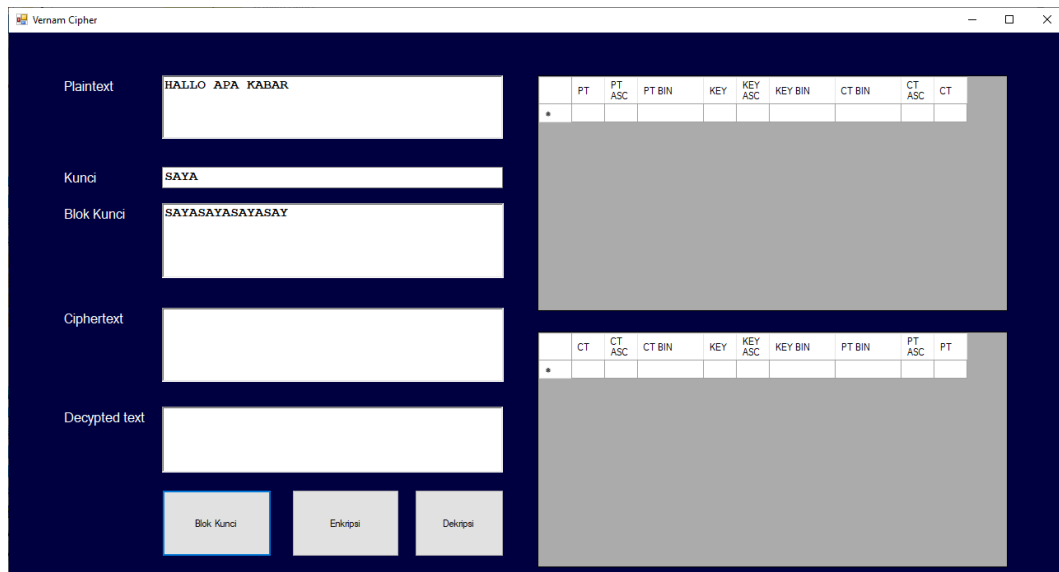 Vernam Cipher
Plaintext
HALLO APA KABAR
Kunci
SAYA
Blok Kunci
SAYASAYASAYASAY
Ciphertext
Decypted text
Blok Kunci
Enkripsi
Dekripsi
PT
PT ASC
PT BIN
KEY
KEY ASC
KEY BIN
CT BIN
CT ASC
CT
CT
CT ASC
CT BIN
KEY
KEY ASC
KEY BIN
PT BIN
PT ASC
PT